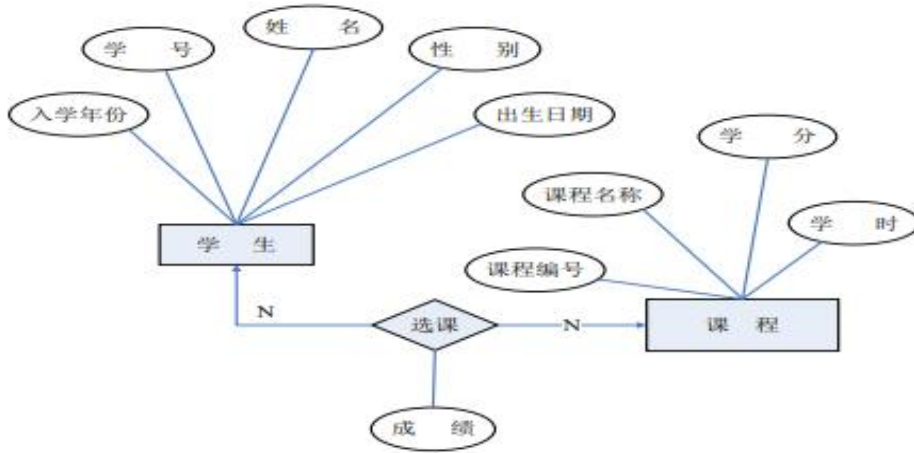 姓 名
学 号
性 别
入学年份
出生日期
学 分
课程名称
学 时
学 生
课程编号
N
选课
N
课 程
成 绩